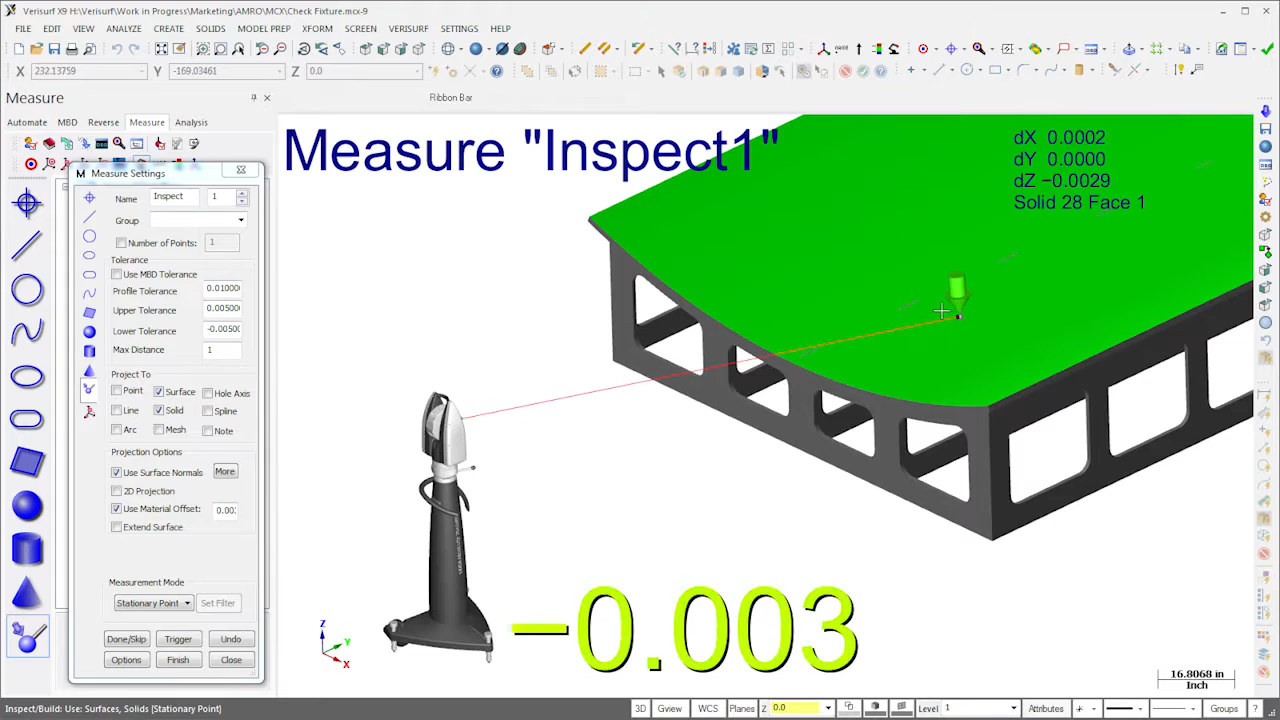 Verisurf X9 H:\Verisurf\Work in Progress\Marketing\AMRO\MCX\Check Fixture.mcx-9
FILE EDIT VIEW ANALYZE CREATE SOLIDS MODEL PREP XFORM SCREEN VERISURF SETTINGS HELP
X 232.13759 Y -169.03461 Z 0.0
Measure
Ribbon Bar
Automate MBD Reverse Measure Analysis
Measure Settings
Name Inspect 1
Group
Number of Points: 1
Tolerance
Use MBD Tolerance
Profile Tolerance 0.01000
Upper Tolerance 0.00500
Lower Tolerance -0.0050
Max Distance 1
Project To
Point Surface Hole Axis
Line Solid Spline
Arc Mesh Note
Projection Options
Use Surface Normals More
2D Projection
Use Material Offset: 0.00
Extend Surface
Measurement Mode
Stationary Point Set Filter
Done/Skip Trigger Undo
Options Finish Close
Measure "Inspect1"
dX 0.0002
dY 0.0000
dZ −0.0029
Solid 28 Face 1
−0.003
Z
Y
X
16.8068 in
Inch
Inspect/Build: Use: Surfaces, Solids [Stationary Point]
3D Gview WCS Planes Z 0.0 Level 1 Attributes Groups ?